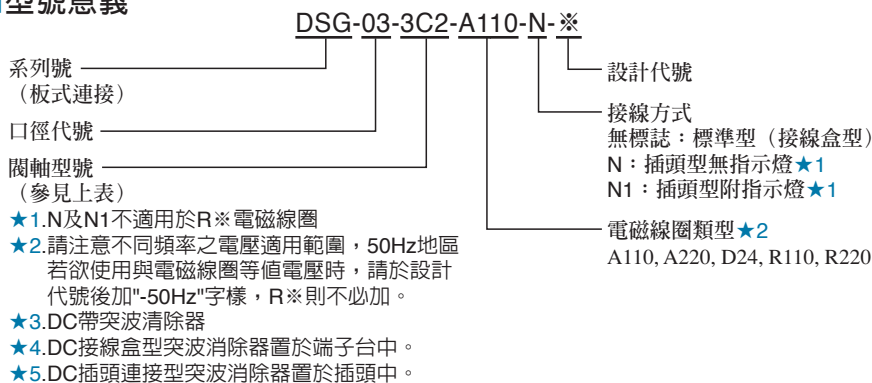 型號意義
DSG-03-3C2-A110-N-※
系列號
（板式連接）
口徑代號
閥軸型號
（參見上表）
設計代號
接線方式
無標誌：標準型（接線盒型）
N：插頭型無指示燈★1
N1：插頭型附指示燈★1
電磁線圈類型★2
A110, A220, D24, R110, R220
★1.N及N1不適用於R※電磁線圈
★2.請注意不同頻率之電壓適用範圍，50Hz地區
若欲使用與電磁線圈等值電壓時，請於設計
代號後加"-50Hz"字樣，R※則不必加。
★3.DC帶突波清除器
★4.DC接線盒型突波消除器置於端子台中。
★5.DC插頭連接型突波消除器置於插頭中。